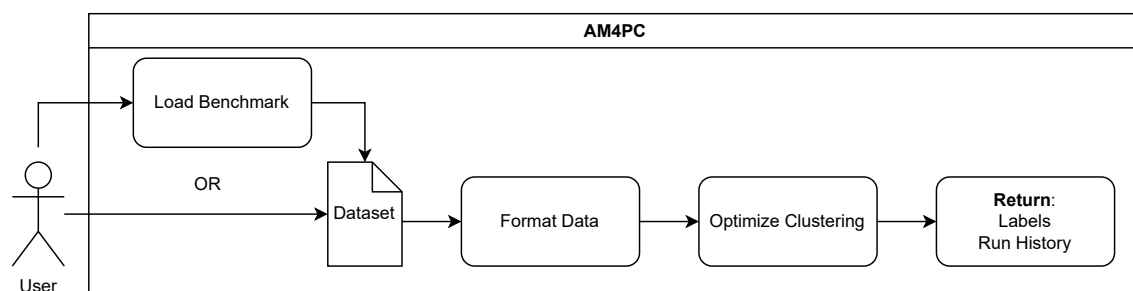 AM4PC
Load Benchmark
OR
Dataset
Format Data
Optimize Clustering
Return:
Labels
Run History
User